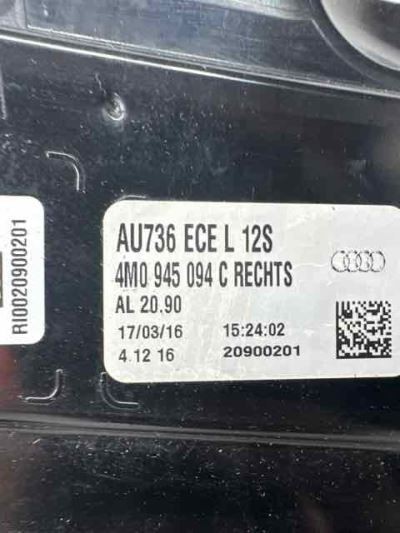 AU736 ECE L 12S
4M0 945 094 C RECHTS
AL 20.90
17/03/16 15:24:02
4.12 16 20900201
RI0020900201